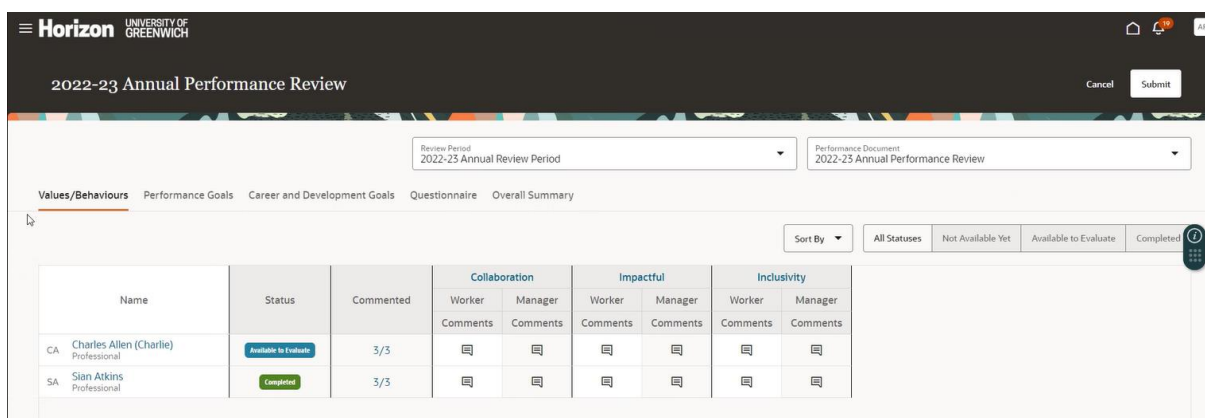 Horizon UNIVERSITY OF GREENWICH
19
2022-23 Annual Performance Review
Cancel Submit
Review Period
2022-23 Annual Review Period
Performance Document
2022-23 Annual Performance Review
Values/Behaviours Performance Goals Career and Development Goals Questionnaire Overall Summary
Sort By All Statuses Not Available Yet Available to Evaluate Completed
Name Status Commented Collaboration Impactful Inclusivity
Worker Manager Worker Manager Worker Manager
Comments Comments Comments Comments Comments Comments
CA Charles Allen (Charlie) Available to Evaluate 3/3
Professional
SA Sian Atkins Completed 3/3
Professional